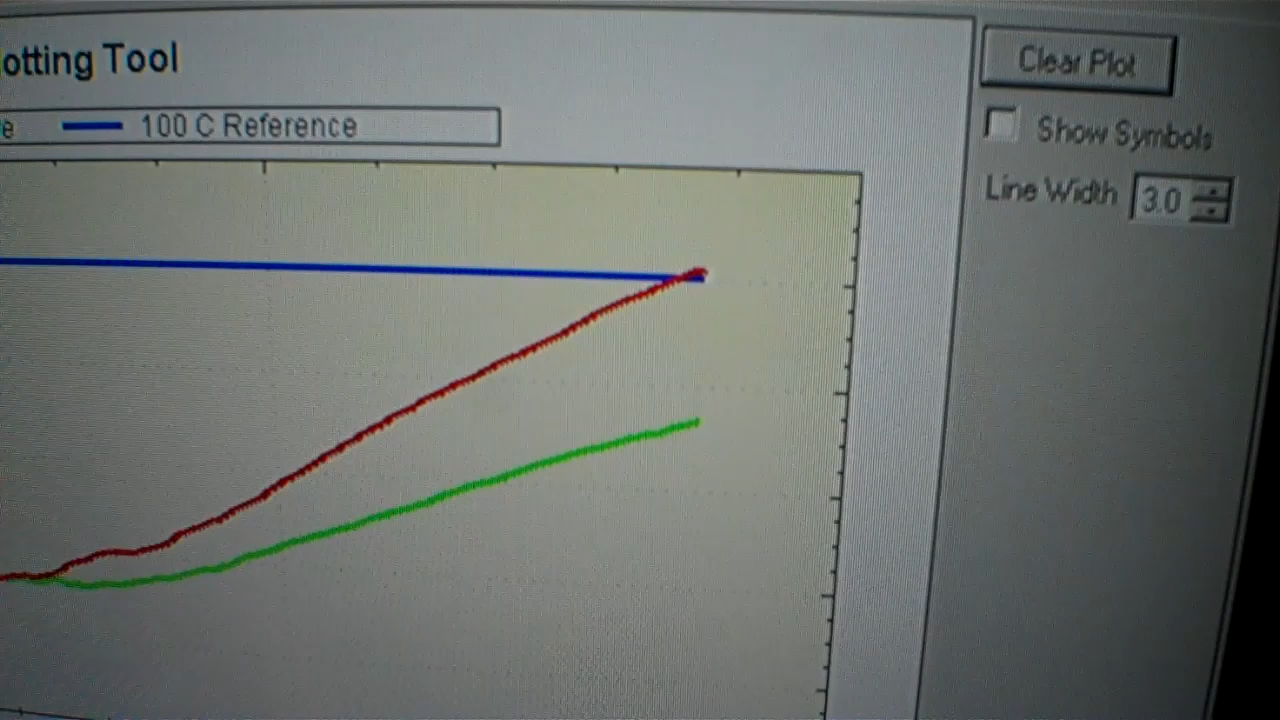 otting Tool
e 100 C Reference
Clear Plot
Show Symbols
Line Width 3.0